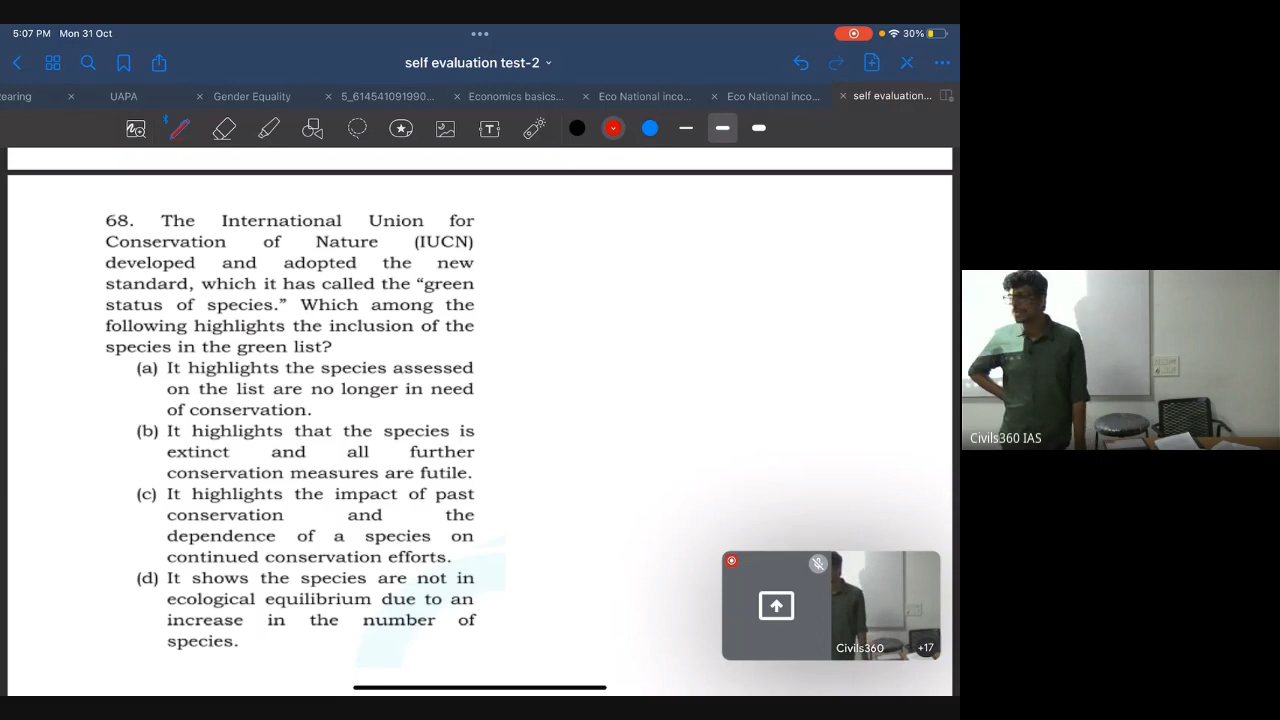 5:07 PM Mon 31 Oct
30%
self evaluation test-2
earing
UAPA
Gender Equality
5_614541091990...
Economics basics...
Eco National inco...
Eco National inco...
self evaluation...
T
68. The International Union for
Conservation of Nature (IUCN)
developed and adopted the new
standard, which it has called the “green
status of species.” Which among the
following highlights the inclusion of the
species in the green list?
(a) It highlights the species assessed
on the list are no longer in need
of conservation.
(b) It highlights that the species is
extinct and all further
conservation measures are futile.
(c) It highlights the impact of past
conservation and the
dependence of a species on
continued conservation efforts.
(d) It shows the species are not in
ecological equilibrium due to an
increase in the number of
species.
Civils360
+17
Civils360 IAS